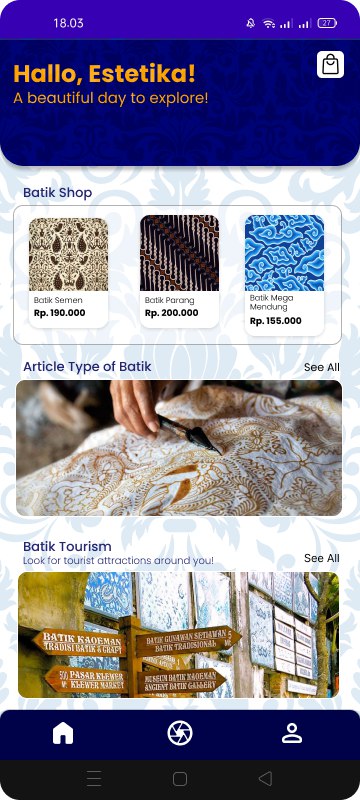 18.03
27
Hallo, Estetika!
A beautiful day to explore!
Batik Shop
Batik Semen
Rp. 190.000
Batik Parang
Rp. 200.000
Batik Mega
Mendung
Rp. 155.000
Article Type of Batik
See All
Batik Tourism
Look for tourist attractions around you!
See All
BATIK KAOEMAN
TRADISI BATIK & CRAFT
BATIK GUNAWAN SETIAWAN
BATIK TRADISIONAL
500 M PASAR KLEWER
KLEWER MARKET
MUSEUM BATIK KAOEMAN
ANCIENT BATIK GALLERY